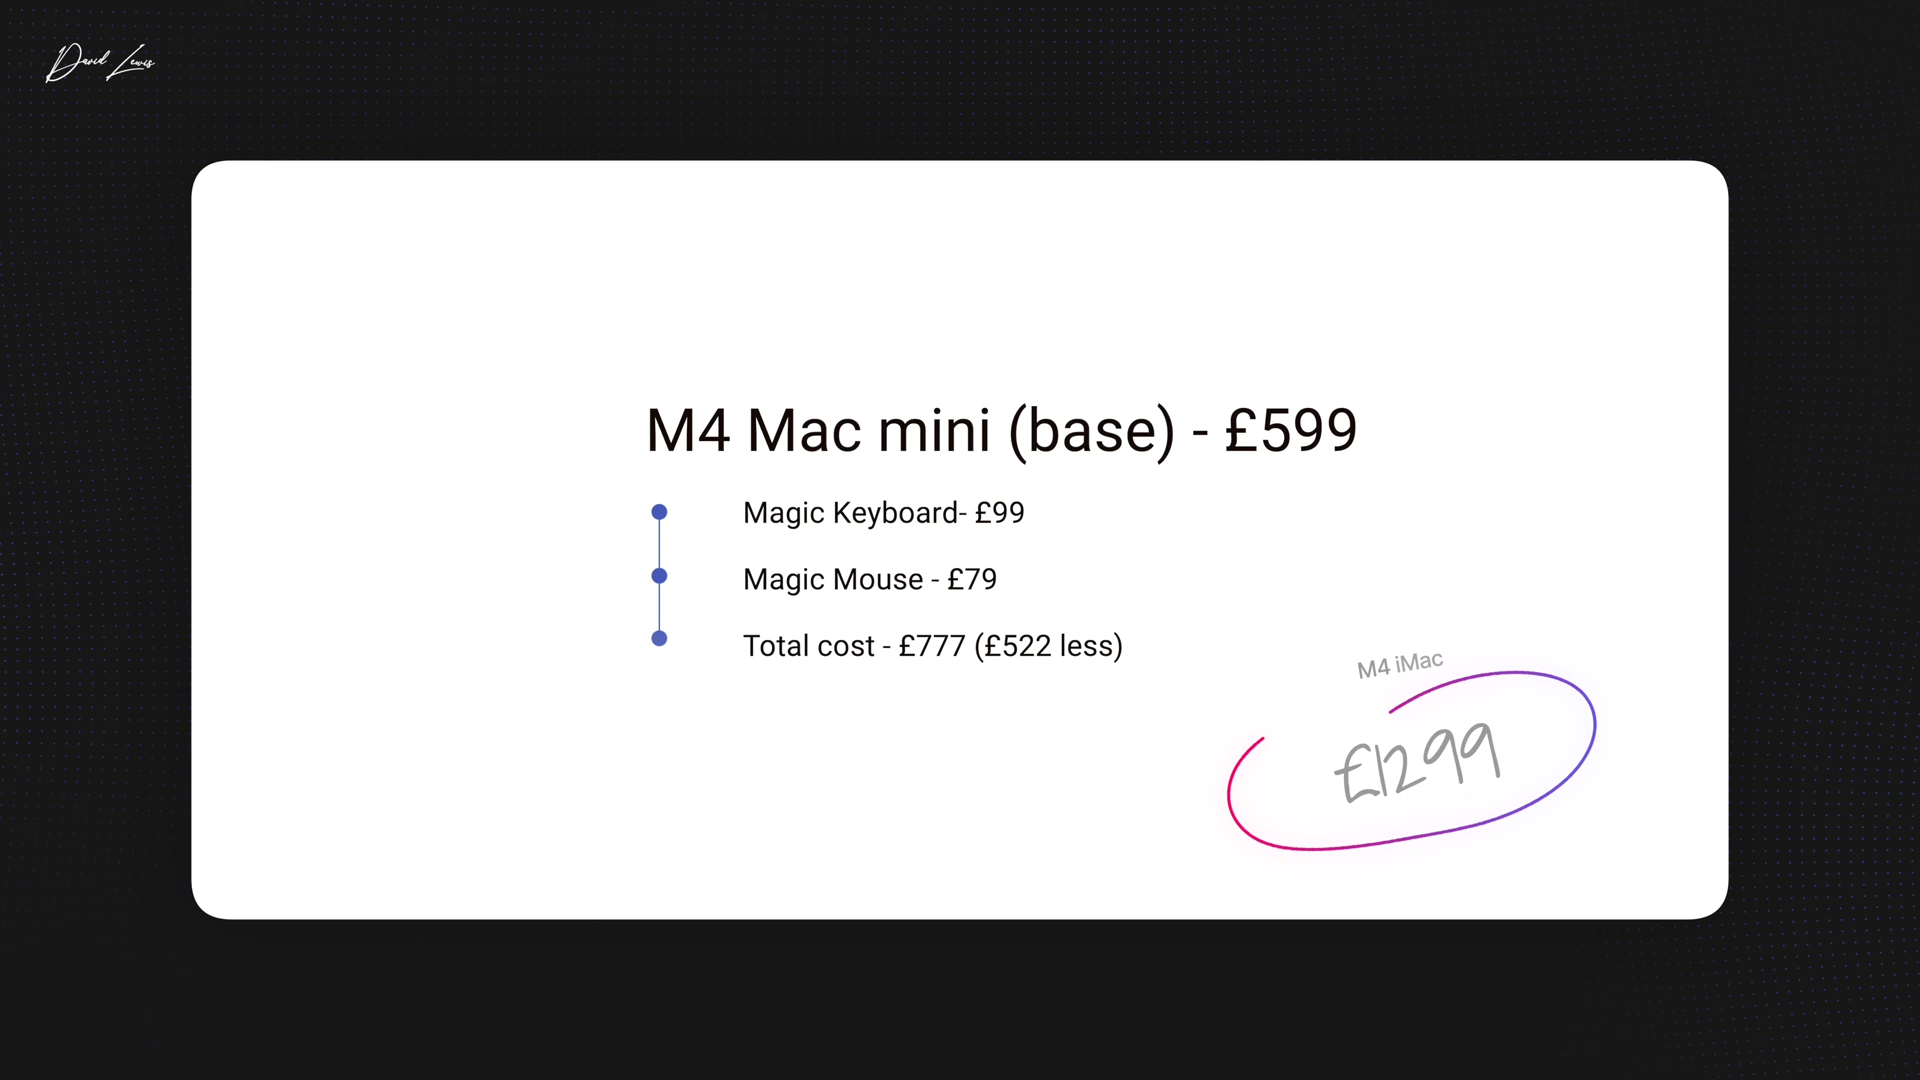 David Lewis
M4 Mac mini (base) - £599
Magic Keyboard- £99
Magic Mouse - £79
Total cost - £777 (£522 less)
M4 iMac
£1299